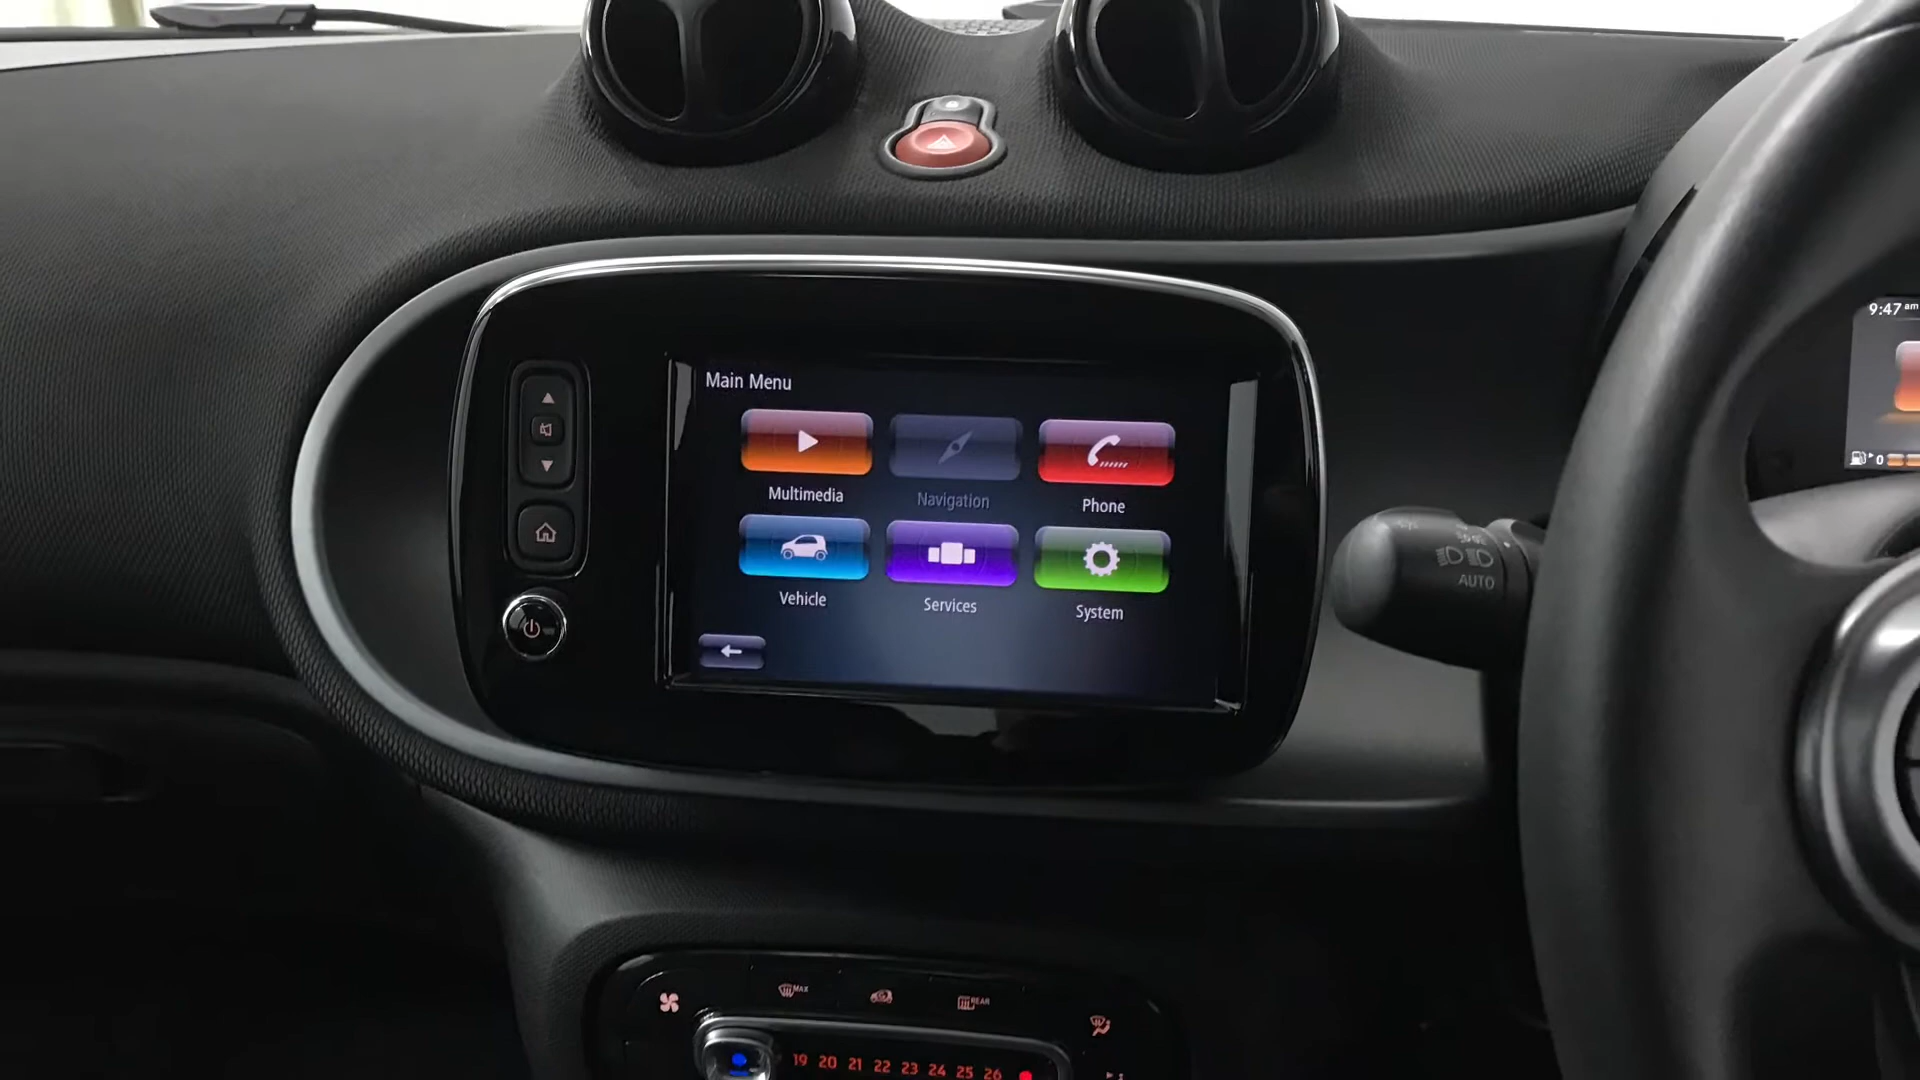 9:47 am
Main Menu
Multimedia
Navigation
Phone
Vehicle
Services
System
AUTO
0
MAX
REAR
19 20 21 22 23 24 25 26